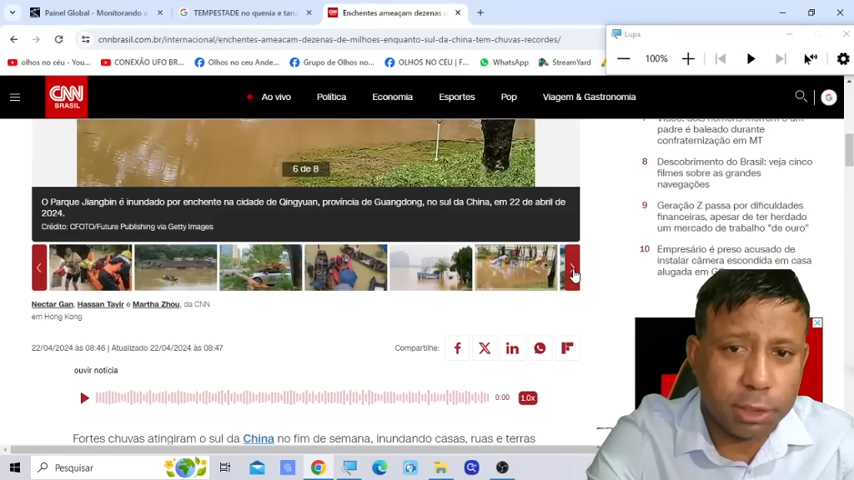 Painel Global - Monitorando a
TEMPESTADE no quenia e tanz
Enchentes ameaçam dezenas d
cnnbrasil.com.br/internacional/enchentes-ameacam-dezenas-de-milhoes-enquanto-sul-da-china-tem-chuvas-recordes/
Lupa
100%
olhos no céu - You...
CONEXÃO UFO BR...
Olhos no ceu Ande...
Grupo de Olhos no...
OLHOS NO CÉU | F...
WhatsApp
StreamYard
CNN
BRASIL
Ao vivo
Política
Economia
Esportes
Pop
Viagem & Gastronomia
6 de 8
O Parque Jiangbin é inundado por enchente na cidade de Qingyuan, província de Guangdong, no sul da China, em 22 de abril de
2024.
Crédito: CFOTO/Future Publishing via Getty Images
padre é baleado durante
confraternização em MT
8 Descobrimento do Brasil: veja cinco
filmes sobre as grandes
navegações
9 Geração Z passa por dificuldades
financeiras, apesar de ter herdado
um mercado de trabalho "de ouro"
10 Empresário é preso acusado de
instalar câmera escondida em casa
alugada em
Nectar Gan, Hassan Tayir e Martha Zhou, da CNN
em Hong Kong
22/04/2024 às 08:46 | Atualizado 22/04/2024 às 08:47
Compartilhe:
ouvir notícia
0:00
1.0x
Fortes chuvas atingiram o sul da China no fim de semana, inundando casas, ruas e terras
Pesquisar